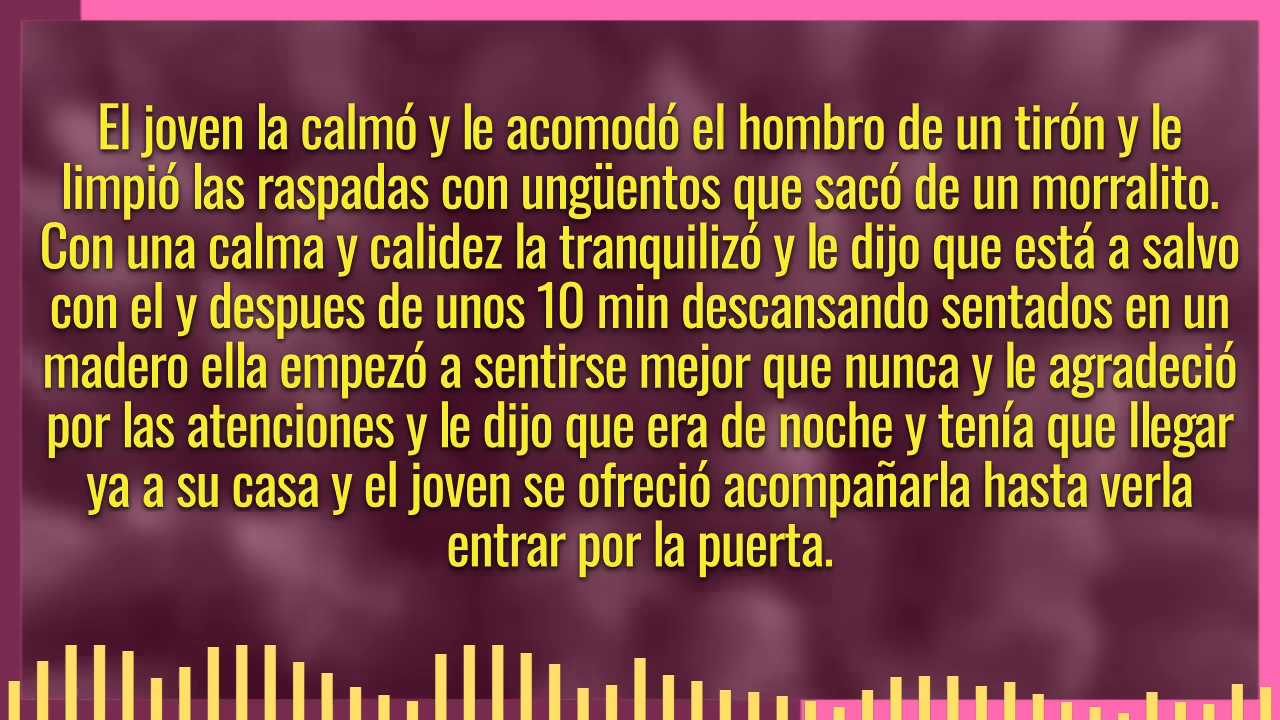 El joven la calmó y le acomodó el hombro de un tirón y le
limpió las raspadas con ungüentos que sacó de un morralito.
Con una calma y calidez la tranquilizó y le dijo que está a salvo
con el y despues de unos 10 min descansando sentados en un
madero ella empezó a sentirse mejor que nunca y le agradeció
por las atenciones y le dijo que era de noche y tenía que llegar
ya a su casa y el joven se ofreció acompañarla hasta verla
entrar por la puerta.